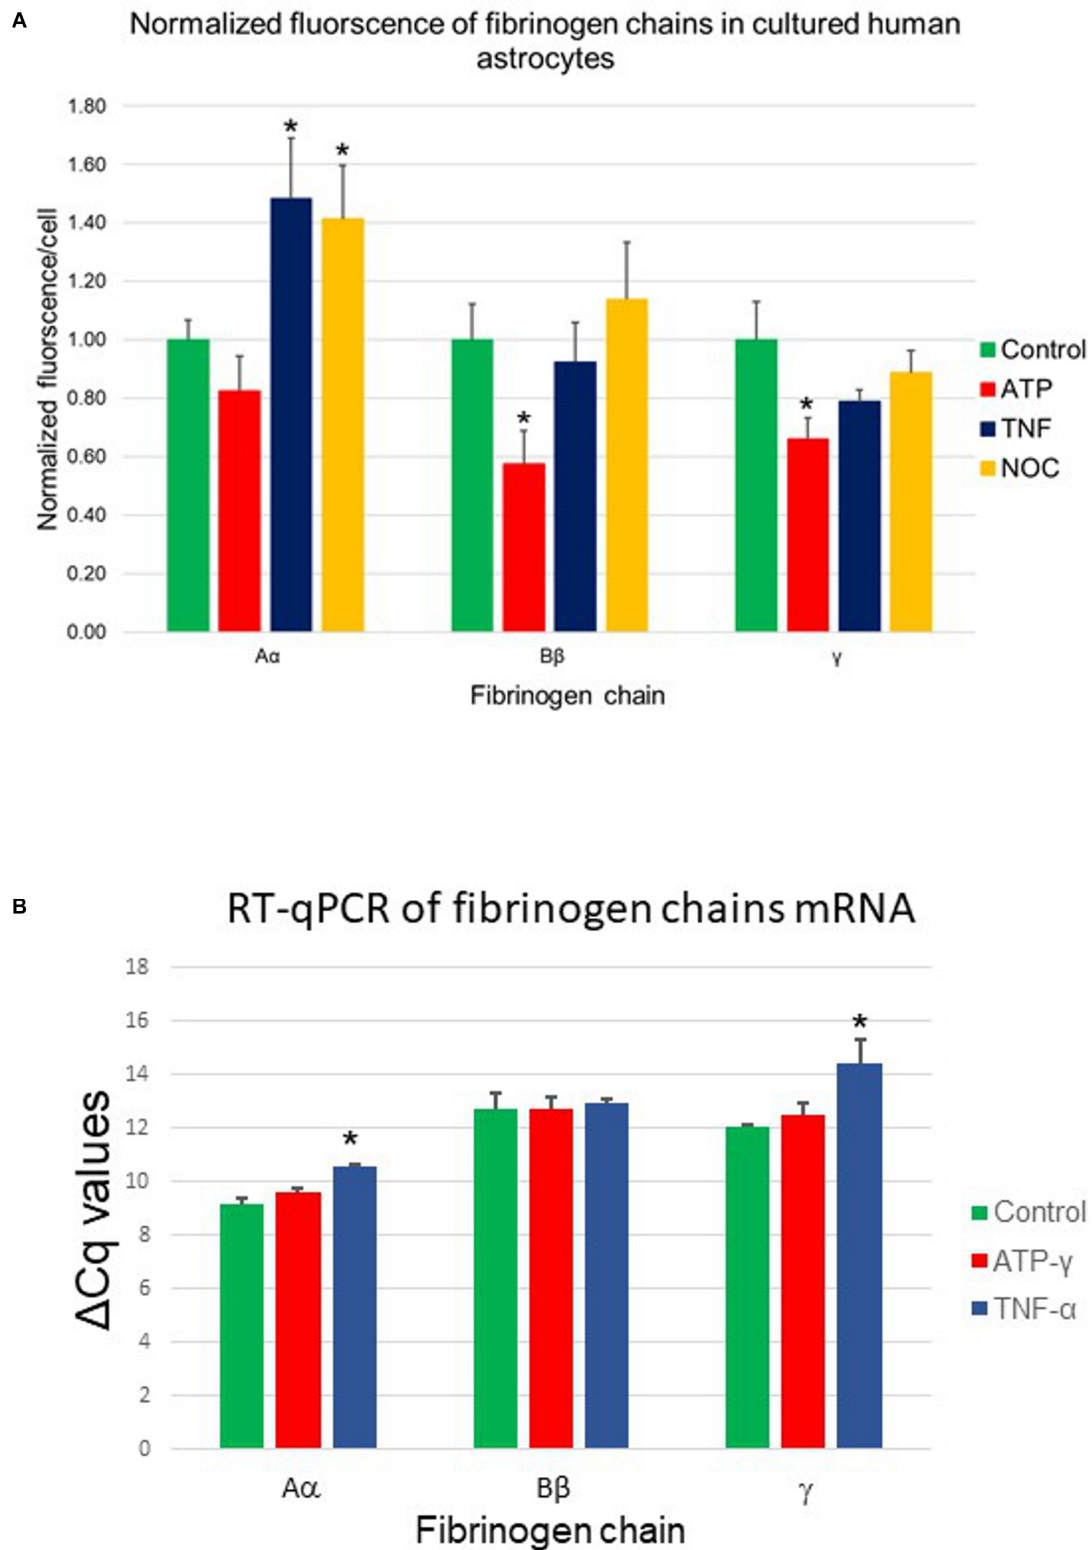 A
Normalized fluorscence of fibrinogen chains in cultured human
astrocytes
1.80
1.60
1.40
1.20
1.00
0.80
0.60
0.40
0.20
0.00
Normalized fluorscence/cell
*
*
*
*
Aα
Bβ
γ
Fibrinogen chain
Control
ATP
TNF
NOC
B
RT-qPCR of fibrinogen chains mRNA
18
16
14
12
10
8
6
4
2
0
ΔCq values
*
*
Aα
Bβ
γ
Fibrinogen chain
Control
ATP-γ
TNF-α